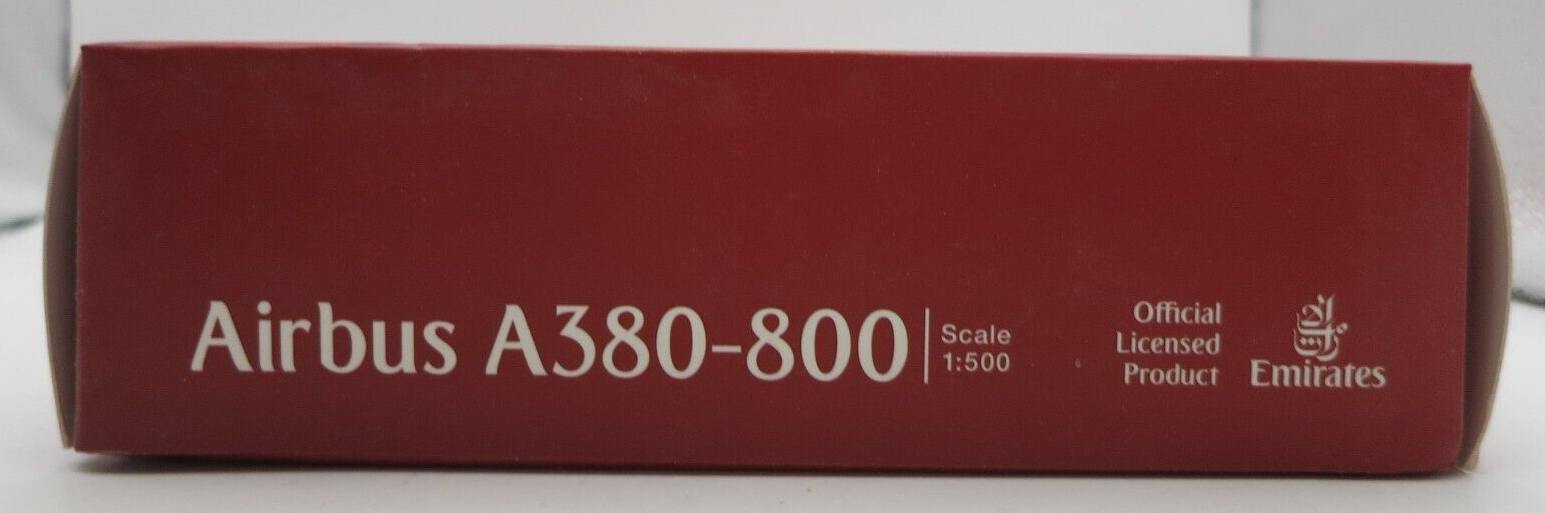 Airbus A380-800
Scale
1:500
Official
Licensed
Product
Emirates